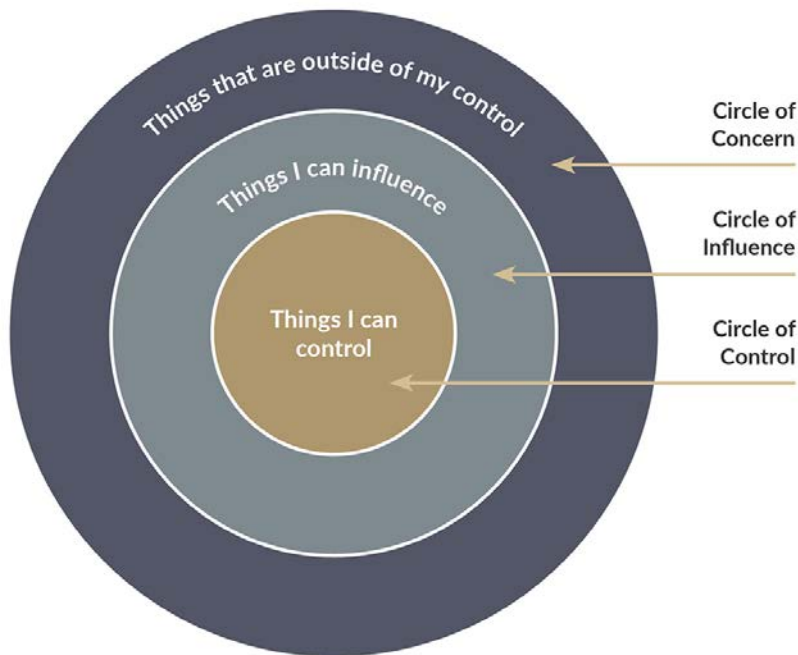 Things that are outside of my control
Things I can influence
Things I can
control
Circle of
Concern
Circle of
Influence
Circle of
Control